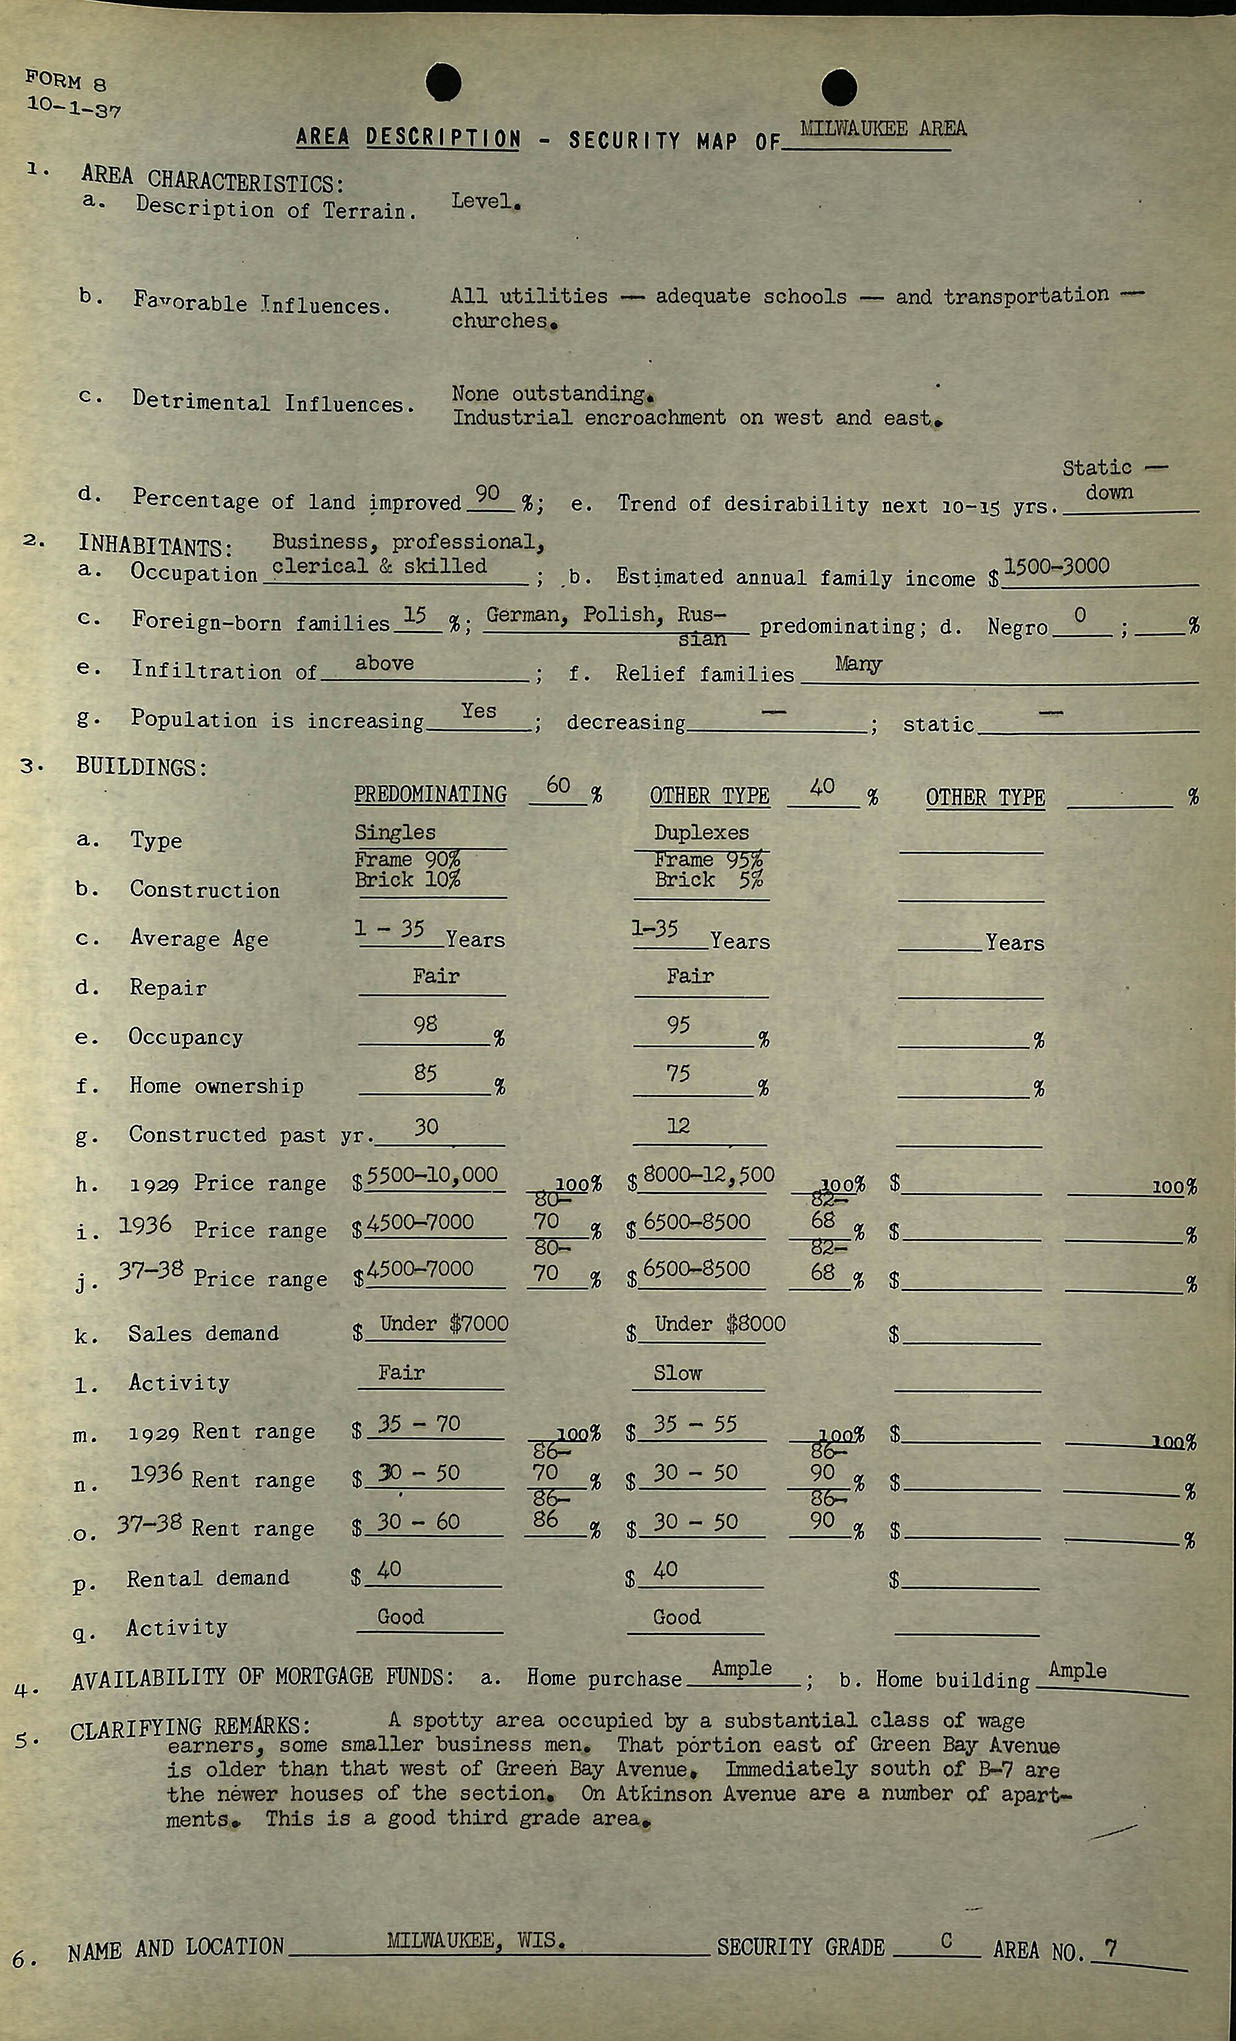 FORM 8
10-1-37
AREA DESCRIPTION - SECURITY MAP OF MILWAUKEE AREA
1. AREA CHARACTERISTICS:
a. Description of Terrain. Level.
b. Favorable Influences. All utilities — adequate schools — and transportation —
churches.
c. Detrimental Influences. None outstanding.
Industrial encroachment on west and east.
Static —
d. Percentage of land improved 90 %; e. Trend of desirability next 10-15 yrs. down
2. INHABITANTS: Business, professional,
a. Occupation clerical & skilled ; b. Estimated annual family income $ 1500-3000
c. Foreign-born families 15 %; German, Polish, Rus-
sian predominating; d. Negro 0 ; %
e. Infiltration of above ; f. Relief families Many
g. Population is increasing Yes ; decreasing — ; static —
3. BUILDINGS:
PREDOMINATING 60 % OTHER TYPE 40 % OTHER TYPE %
a. Type Singles Duplexes
Frame 90% Frame 95%
b. Construction Brick 10% Brick 5%
c. Average Age 1 - 35 Years 1-35 Years Years
d. Repair Fair Fair
e. Occupancy 98 % 95 % %
f. Home ownership 85 % 75 % %
g. Constructed past yr. 30 12
h. 1929 Price range $ 5500-10,000 100% $ 8000-12,500 100% $ 100%
80- 82-
i. 1936 Price range $ 4500-7000 70 % $ 6500-8500 68 % $ %
80- 82-
j. 37-38 Price range $ 4500-7000 70 % $ 6500-8500 68 % $ %
k. Sales demand $ Under $7000 $ Under $8000 $
l. Activity Fair Slow
m. 1929 Rent range $ 35 - 70 100% $ 35 - 55 100% $ 100%
86- 86-
n. 1936 Rent range $ 30 - 50 70 % $ 30 - 50 90 % $ %
86- 86-
o. 37-38 Rent range $ 30 - 60 86 % $ 30 - 50 90 % $ %
p. Rental demand $ 40 $ 40 $
q. Activity Good Good
4. AVAILABILITY OF MORTGAGE FUNDS: a. Home purchase Ample ; b. Home building Ample
5. CLARIFYING REMARKS: A spotty area occupied by a substantial class of wage
earners, some smaller business men. That portion east of Green Bay Avenue
is older than that west of Green Bay Avenue. Immediately south of B-7 are
the newer houses of the section. On Atkinson Avenue are a number of apart-
ments. This is a good third grade area.
6. NAME AND LOCATION MILWAUKEE, WIS. SECURITY GRADE C AREA NO. 7